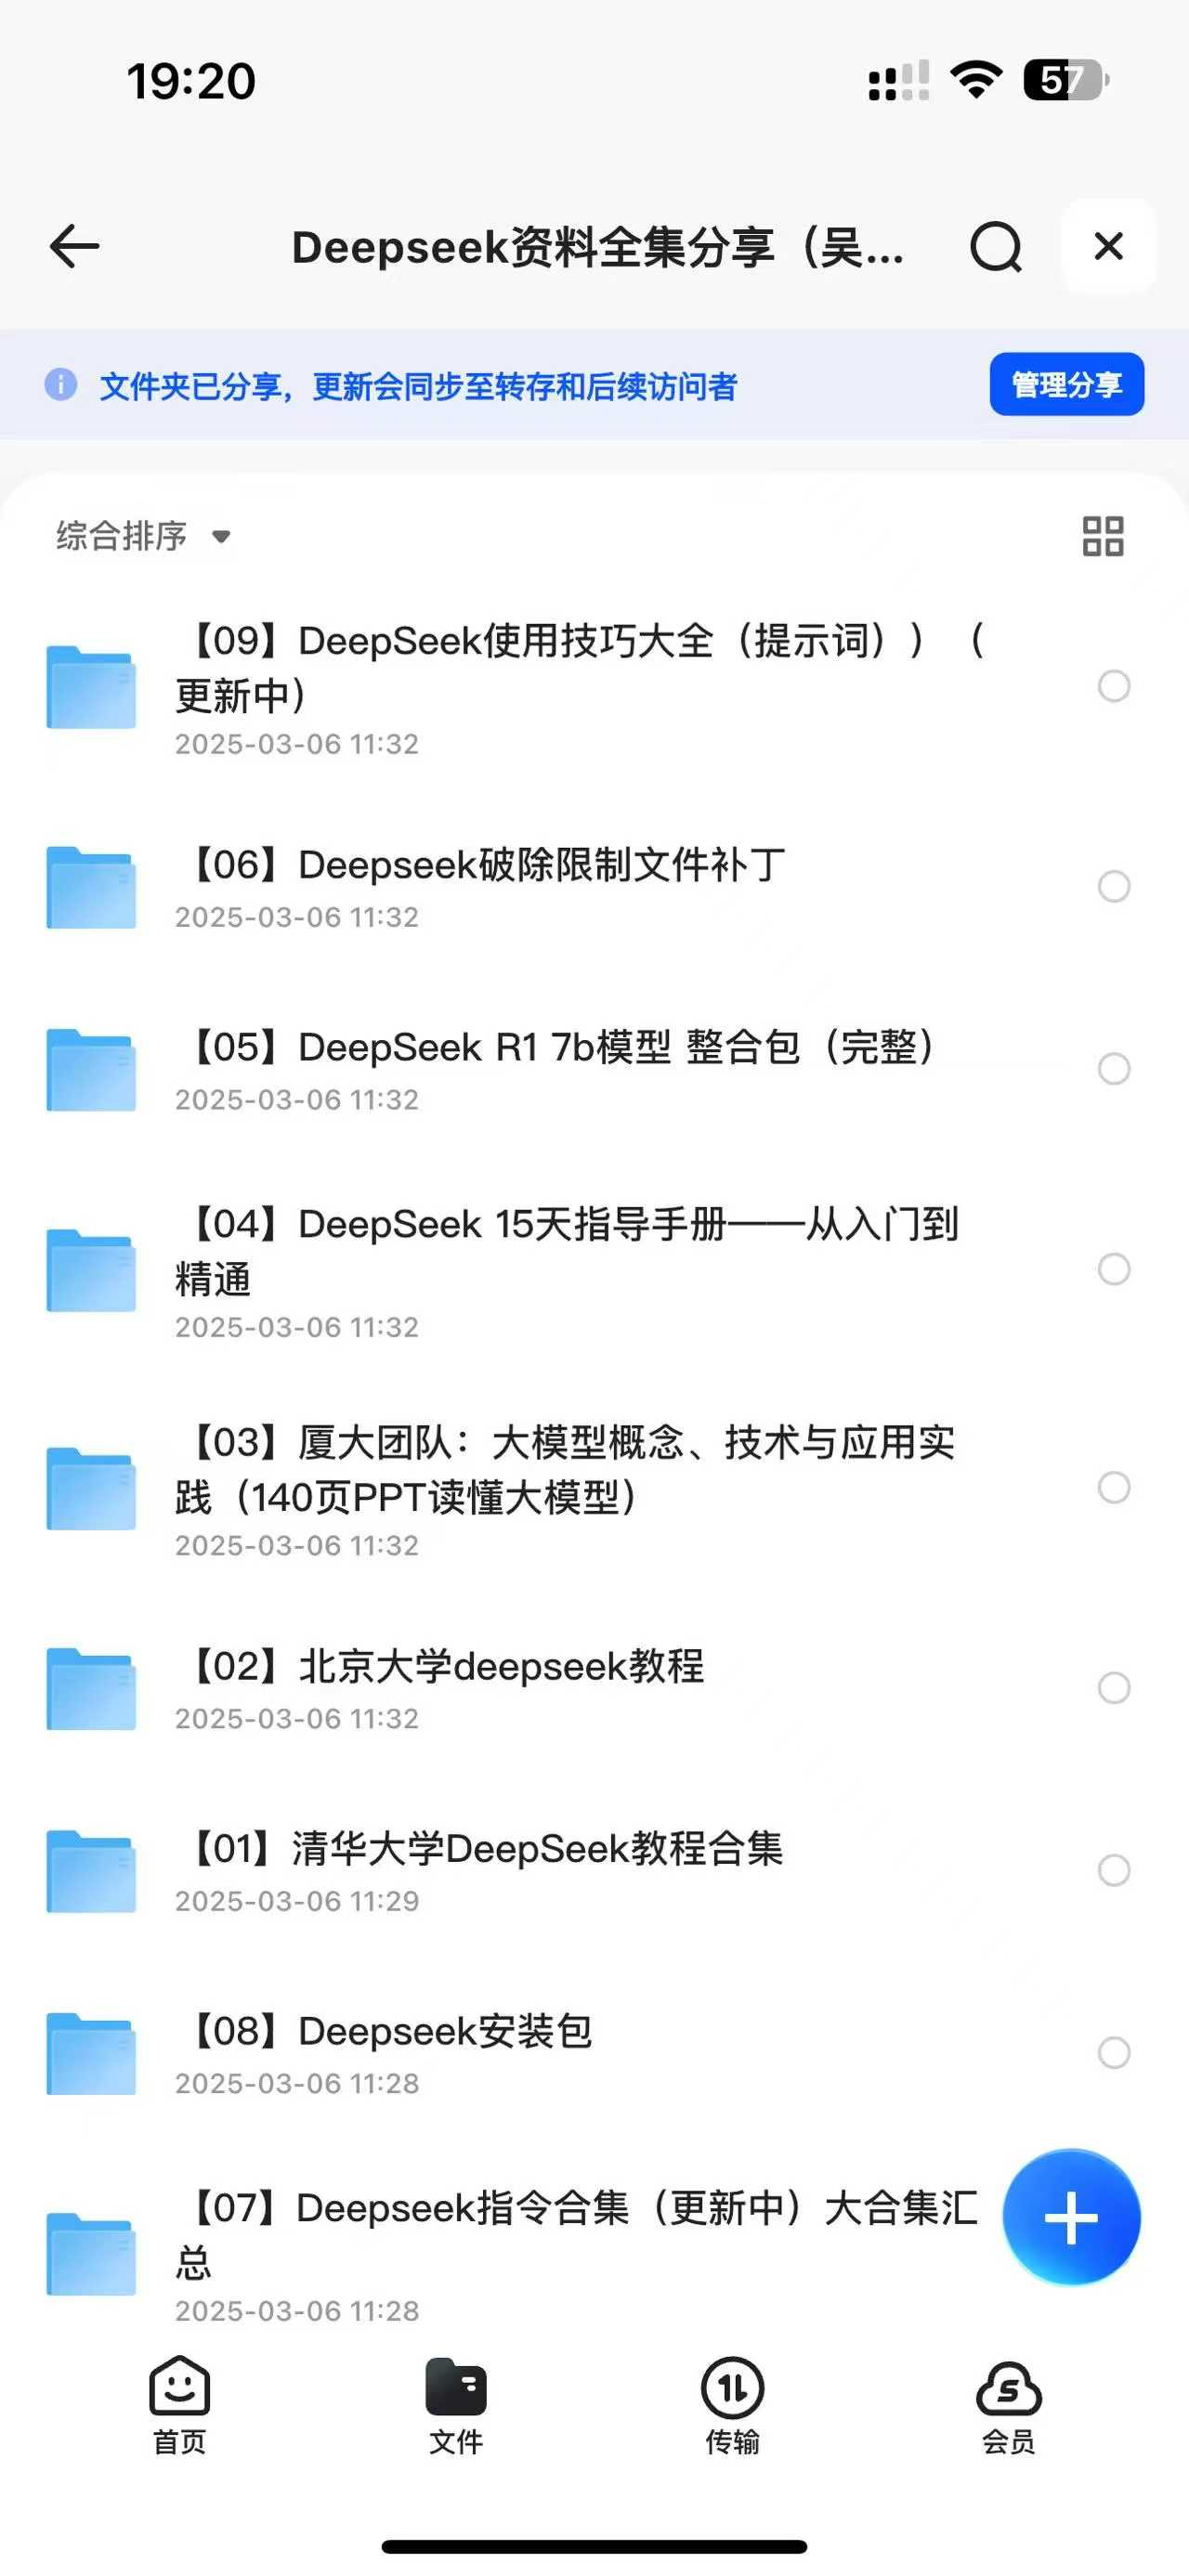 19:20
57
Deepseek资料全集分享（吴...
文件夹已分享，更新会同步至转存和后续访问者
管理分享
综合排序
【09】DeepSeek使用技巧大全（提示词））（
更新中）
2025-03-06 11:32
【06】Deepseek破除限制文件补丁
2025-03-06 11:32
【05】DeepSeek R1 7b模型 整合包（完整）
2025-03-06 11:32
【04】DeepSeek 15天指导手册——从入门到
精通
2025-03-06 11:32
【03】厦大团队：大模型概念、技术与应用实
践（140页PPT读懂大模型）
2025-03-06 11:32
【02】北京大学deepseek教程
2025-03-06 11:32
【01】清华大学DeepSeek教程合集
2025-03-06 11:29
【08】Deepseek安装包
2025-03-06 11:28
【07】Deepseek指令合集（更新中）大合集汇
总
2025-03-06 11:28
首页
文件
传输
会员